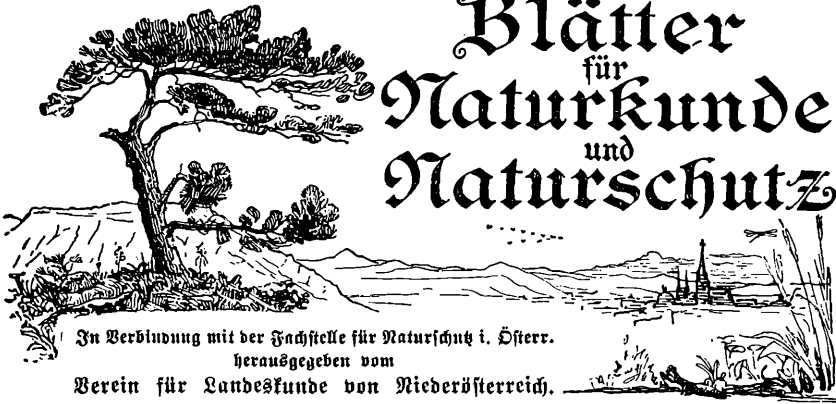 Blätter
für
Naturkunde
und
Naturschutz
In Verbindung mit der Fachstelle für Naturschutz i. Österr.
herausgegeben vom
Verein für Landeskunde von Niederösterreich.